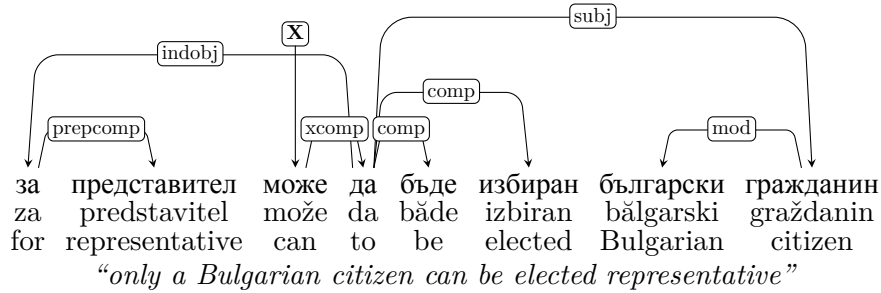 subj
X
indobj
comp
prepcomp xcomp comp mod
за представител може да бъде избиран български гражданин
za predstavitel može da băde izbiran bălgarski graždanin
for representative can to be elected Bulgarian citizen
“only a Bulgarian citizen can be elected representative”